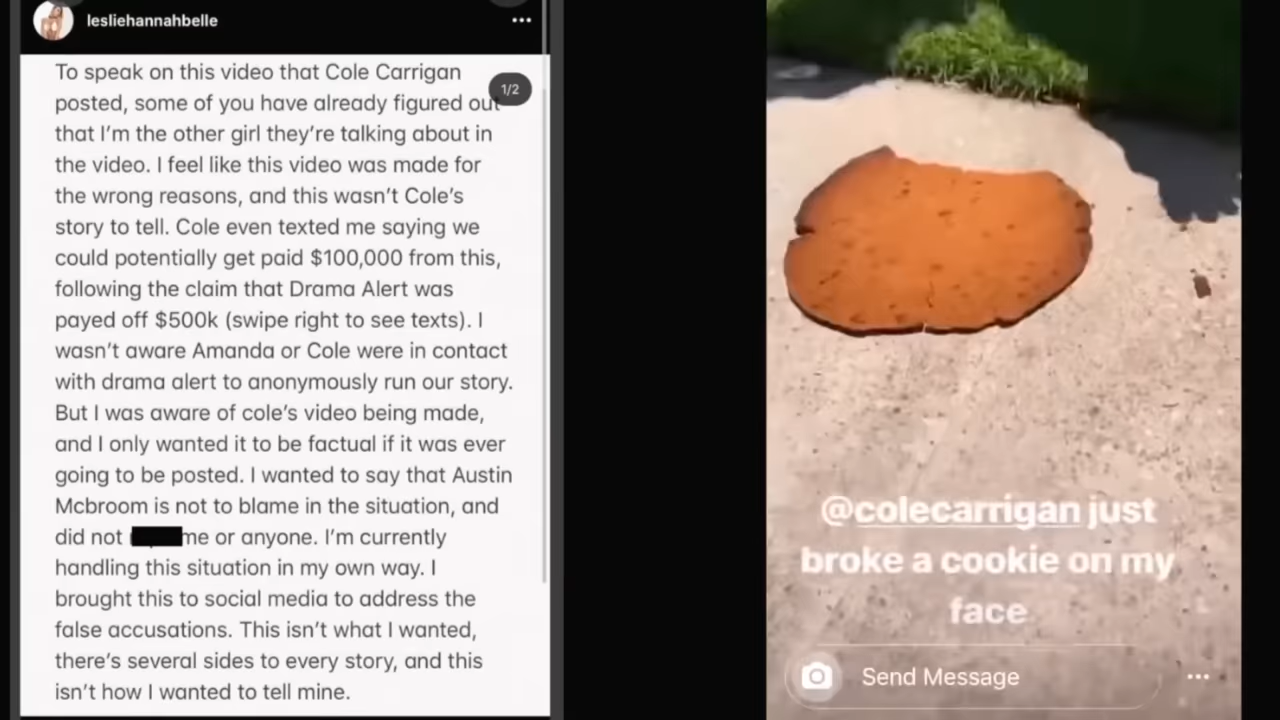 lesliehannahbelle
1/2
To speak on this video that Cole Carrigan
posted, some of you have already figured out
that I'm the other girl they're talking about in
the video. I feel like this video was made for
the wrong reasons, and this wasn't Cole's
story to tell. Cole even texted me saying we
could potentially get paid $100,000 from this,
following the claim that Drama Alert was
payed off $500k (swipe right to see texts). I
wasn't aware Amanda or Cole were in contact
with drama alert to anonymously run our story.
But I was aware of cole's video being made,
and I only wanted it to be factual if it was ever
going to be posted. I wanted to say that Austin
Mcbroom is not to blame in the situation, and
did not me or anyone. I'm currently
handling this situation in my own way. I
brought this to social media to address the
false accusations. This isn't what I wanted,
there's several sides to every story, and this
isn't how I wanted to tell mine.
@colecarrigan just
broke a cookie on my
face
Send Message